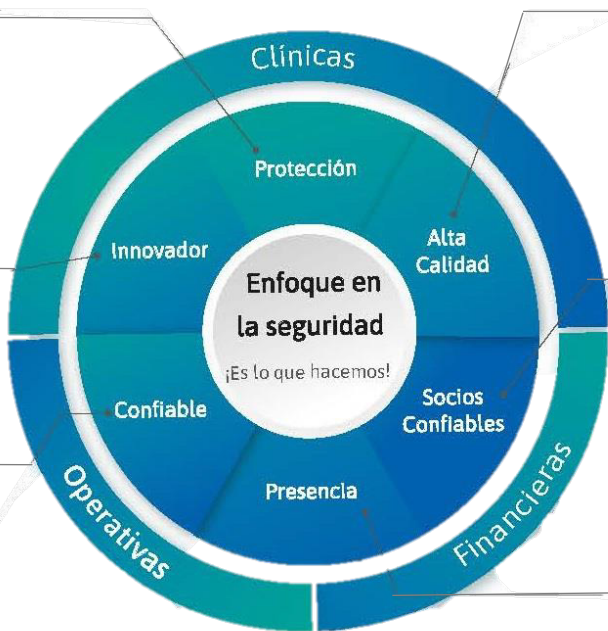 Clínicas
Protección
Innovador
Alta
Calidad
Enfoque en
la seguridad
¡Es lo que hacemos!
Confiable
Socios
Confiables
Presencia
Operativas
Financieras